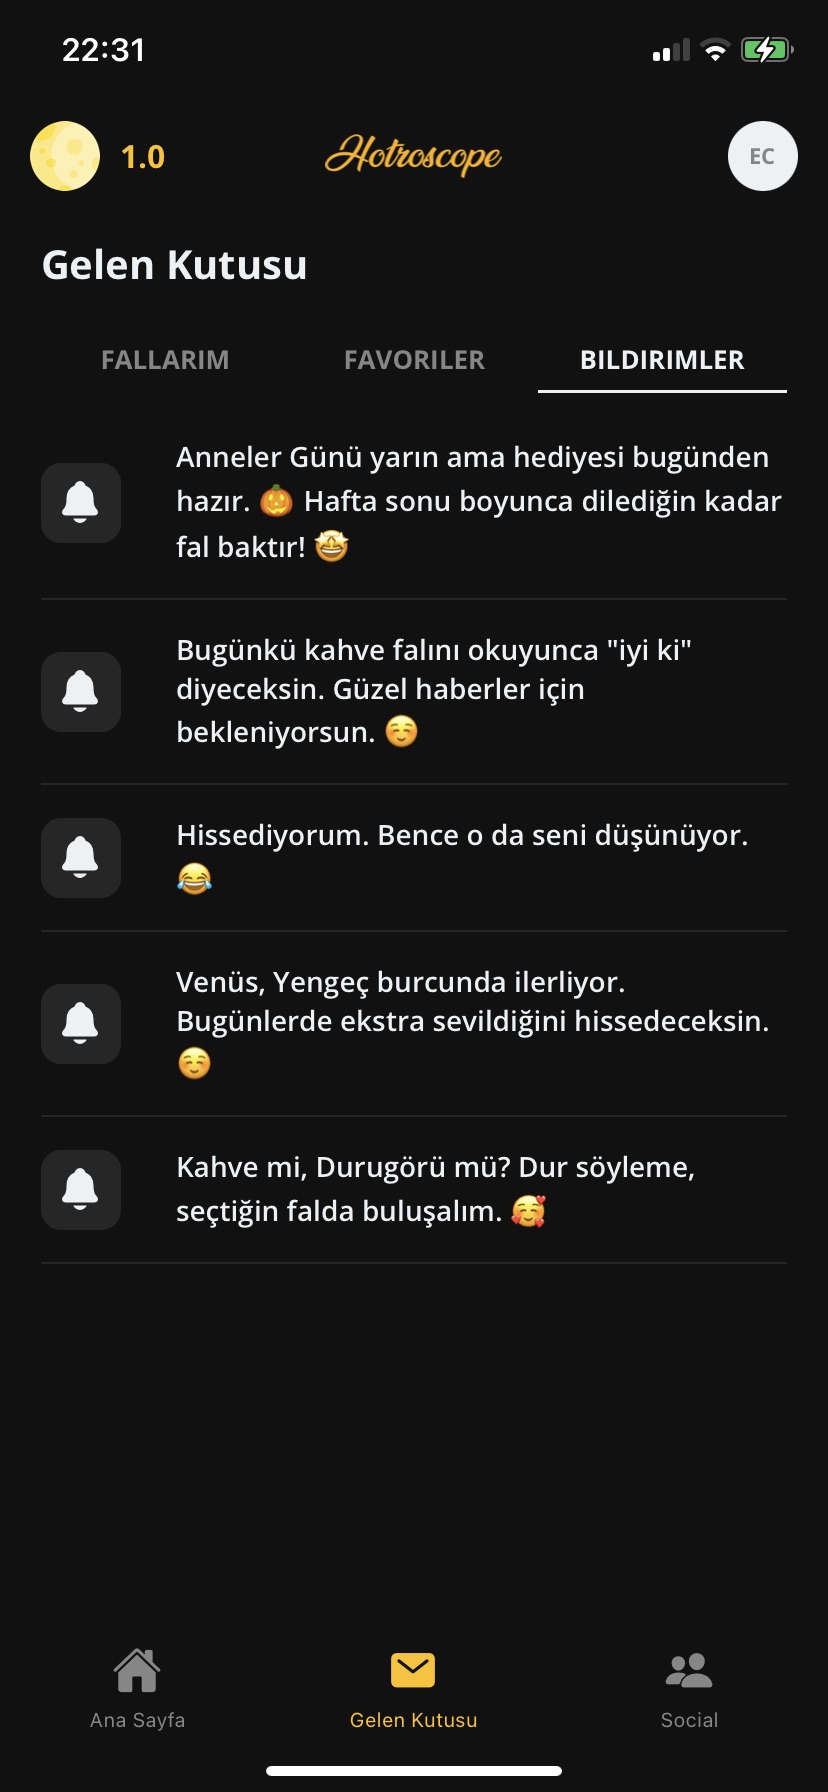 22:31
1.0
Hotroscope
EC
Gelen Kutusu
FALLARIM
FAVORILER
BILDIRIMLER
Anneler Günü yarın ama hediyesi bugünden
hazır. 🎃 Hafta sonu boyunca dilediğin kadar
fal baktır! 🤩
Bugünkü kahve falını okuyunca "iyi ki"
diyeceksin. Güzel haberler için
bekleniyorsun. ☺️
Hissediyorum. Bence o da seni düşünüyor.
😂
Venüs, Yengeç burcunda ilerliyor.
Bugünlerde ekstra sevildiğini hissedeceksin.
☺️
Kahve mi, Durugörü mü? Dur söyleme,
seçtiğin falda buluşalım. 🥰
Ana Sayfa
Gelen Kutusu
Social